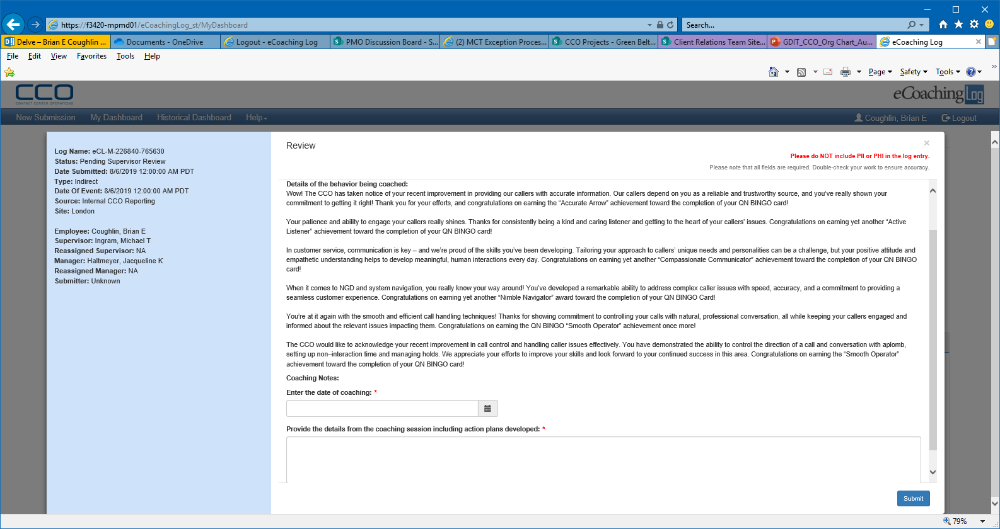 https://f3420-mpmd01/eCoachingLog_st/MyDashboard
Search...
Delve – Brian E Coughlin ...
Documents - OneDrive
Logout - eCoaching Log
PMO Discussion Board - S...
(2) MCT Exception Proces...
CCO Projects - Green Belt...
Client Relations Team Site...
GDIT_CCO_Org Chart_Au...
eCoaching Log
File Edit View Favorites Tools Help
Page Safety Tools
CCO
CONTACT CENTER OPERATIONS
eCoachingLog
New Submission My Dashboard Historical Dashboard Help
Coughlin, Brian E Logout
Log Name: eCL-M-226840-765630
Status: Pending Supervisor Review
Date Submitted: 8/6/2019 12:00:00 AM PDT
Type: Indirect
Date Of Event: 8/6/2019 12:00:00 AM PDT
Source: Internal CCO Reporting
Site: London
Employee: Coughlin, Brian E
Supervisor: Ingram, Michael T
Reassigned Supervisor: NA
Manager: Haltmeyer, Jacqueline K
Reassigned Manager: NA
Submitter: Unknown
Review
×
Please do NOT include PII or PHI in the log entry.
Please note that all fields are required. Double-check your work to ensure accuracy.
Details of the behavior being coached:
Wow! The CCO has taken notice of your recent improvement in providing our callers with accurate information. Our callers depend on you as a reliable and trustworthy source, and you’ve really shown your
commitment to getting it right! Thank you for your efforts, and congratulations on earning the “Accurate Arrow” achievement toward the completion of your QN BINGO card!
Your patience and ability to engage your callers really shines. Thanks for consistently being a kind and caring listener and getting to the heart of your callers’ issues. Congratulations on earning yet another “Active
Listener” achievement toward the completion of your QN BINGO card!
In customer service, communication is key – and we’re proud of the skills you’ve been developing. Tailoring your approach to callers’ unique needs and personalities can be a challenge, but your positive attitude and
empathetic understanding helps to develop meaningful, human interactions every day. Congratulations on earning yet another “Compassionate Communicator” achievement toward the completion of your QN BINGO
card!
When it comes to NGD and system navigation, you really know your way around! You’ve developed a remarkable ability to address complex caller issues with speed, accuracy, and a commitment to providing a
seamless customer experience. Congratulations on earning yet another “Nimble Navigator” award toward the completion of your QN BINGO Card!
You’re at it again with the smooth and efficient call handling techniques! Thanks for showing commitment to controlling your calls with natural, professional conversation, all while keeping your callers engaged and
informed about the relevant issues impacting them. Congratulations on earning the QN BINGO “Smooth Operator” achievement once more!
The CCO would like to acknowledge your recent improvement in call control and handling caller issues effectively. You have demonstrated the ability to control the direction of a call and conversation with aplomb,
setting up non–interaction time and managing holds. We appreciate your efforts to improve your skills and look forward to your continued success in this area. Congratulations on earning the “Smooth Operator”
achievement toward the completion of your QN BINGO card!
Coaching Notes:
Enter the date of coaching: *
Provide the details from the coaching session including action plans developed: *
Submit
79%